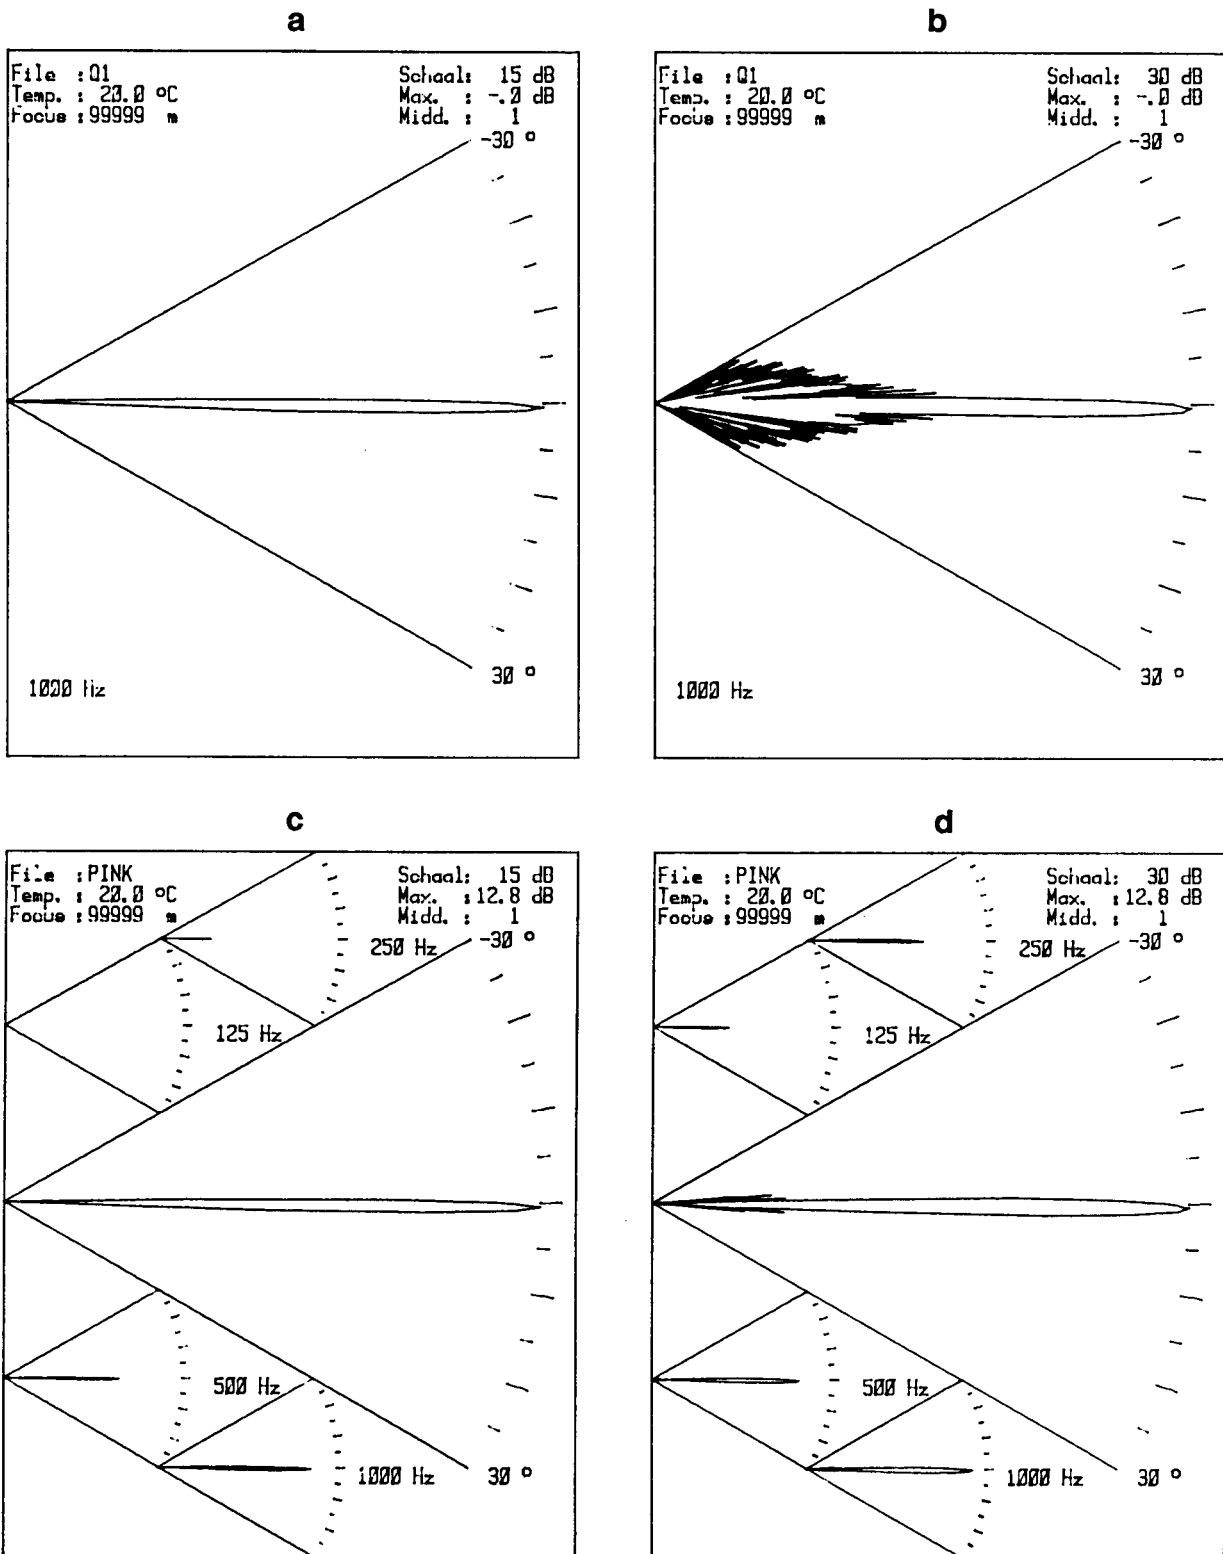 a
File : Q1
Temp. : 20.0 °C
Focus : 99999 m
Schaal: 15 dB
Max. : -.0 dB
Midd. : 1
-30 °
30 °
1000 Hz
b
File : Q1
Temp. : 20.0 °C
Focus : 99999 m
Schaal: 30 dB
Max. : -.0 dB
Midd. : 1
-30 °
30 °
1000 Hz
c
File : PINK
Temp. : 20.0 °C
Focus : 99999 m
Schaal: 15 dB
Max. : 12.8 dB
Midd. : 1
-30 °
250 Hz
125 Hz
500 Hz
1000 Hz
30 °
d
File : PINK
Temp. : 20.0 °C
Focus : 99999 m
Schaal: 30 dB
Max. : 12.8 dB
Midd. : 1
-30 °
250 Hz
125 Hz
500 Hz
1000 Hz
30 °